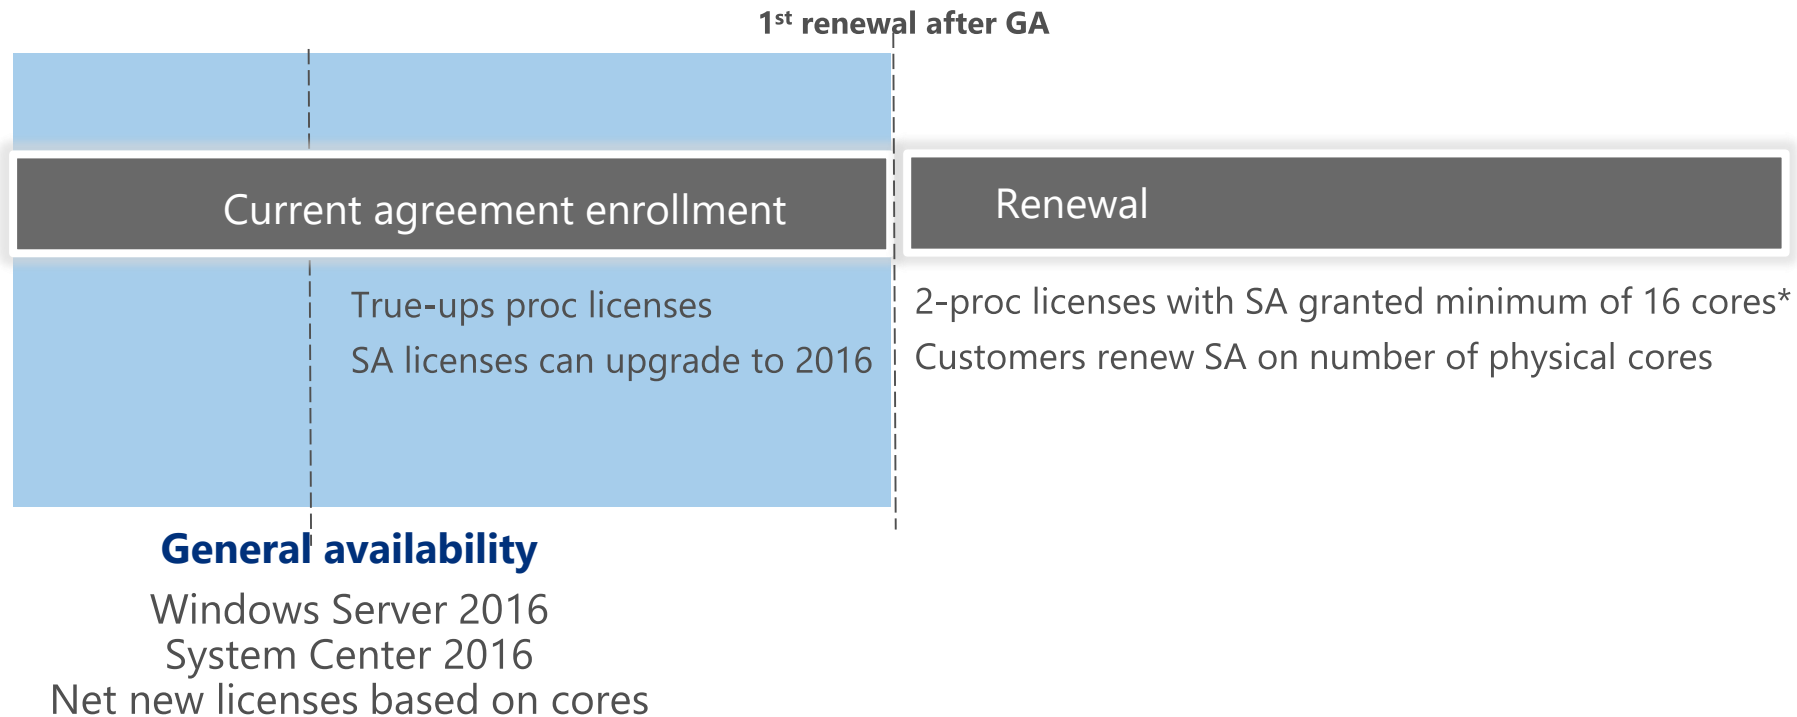 1st renewal after GA
Current agreement enrollment
Renewal
True-ups proc licenses
SA licenses can upgrade to 2016
2-proc licenses with SA granted minimum of 16 cores*
Customers renew SA on number of physical cores
General availability
Windows Server 2016
System Center 2016
Net new licenses based on cores